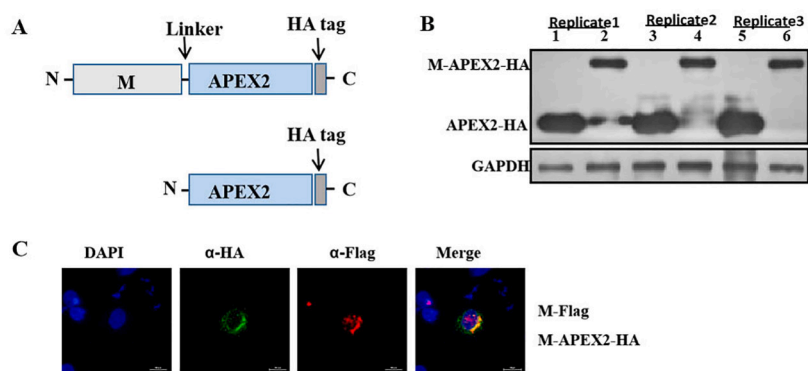 A
Linker
HA tag
N
M
APEX2
C
HA tag
N
APEX2
C
B
Replicate1 Replicate2 Replicate3
1 2 3 4 5 6
M-APEX2-HA
APEX2-HA
GAPDH
C
DAPI α-HA α-Flag Merge
M-Flag
M-APEX2-HA